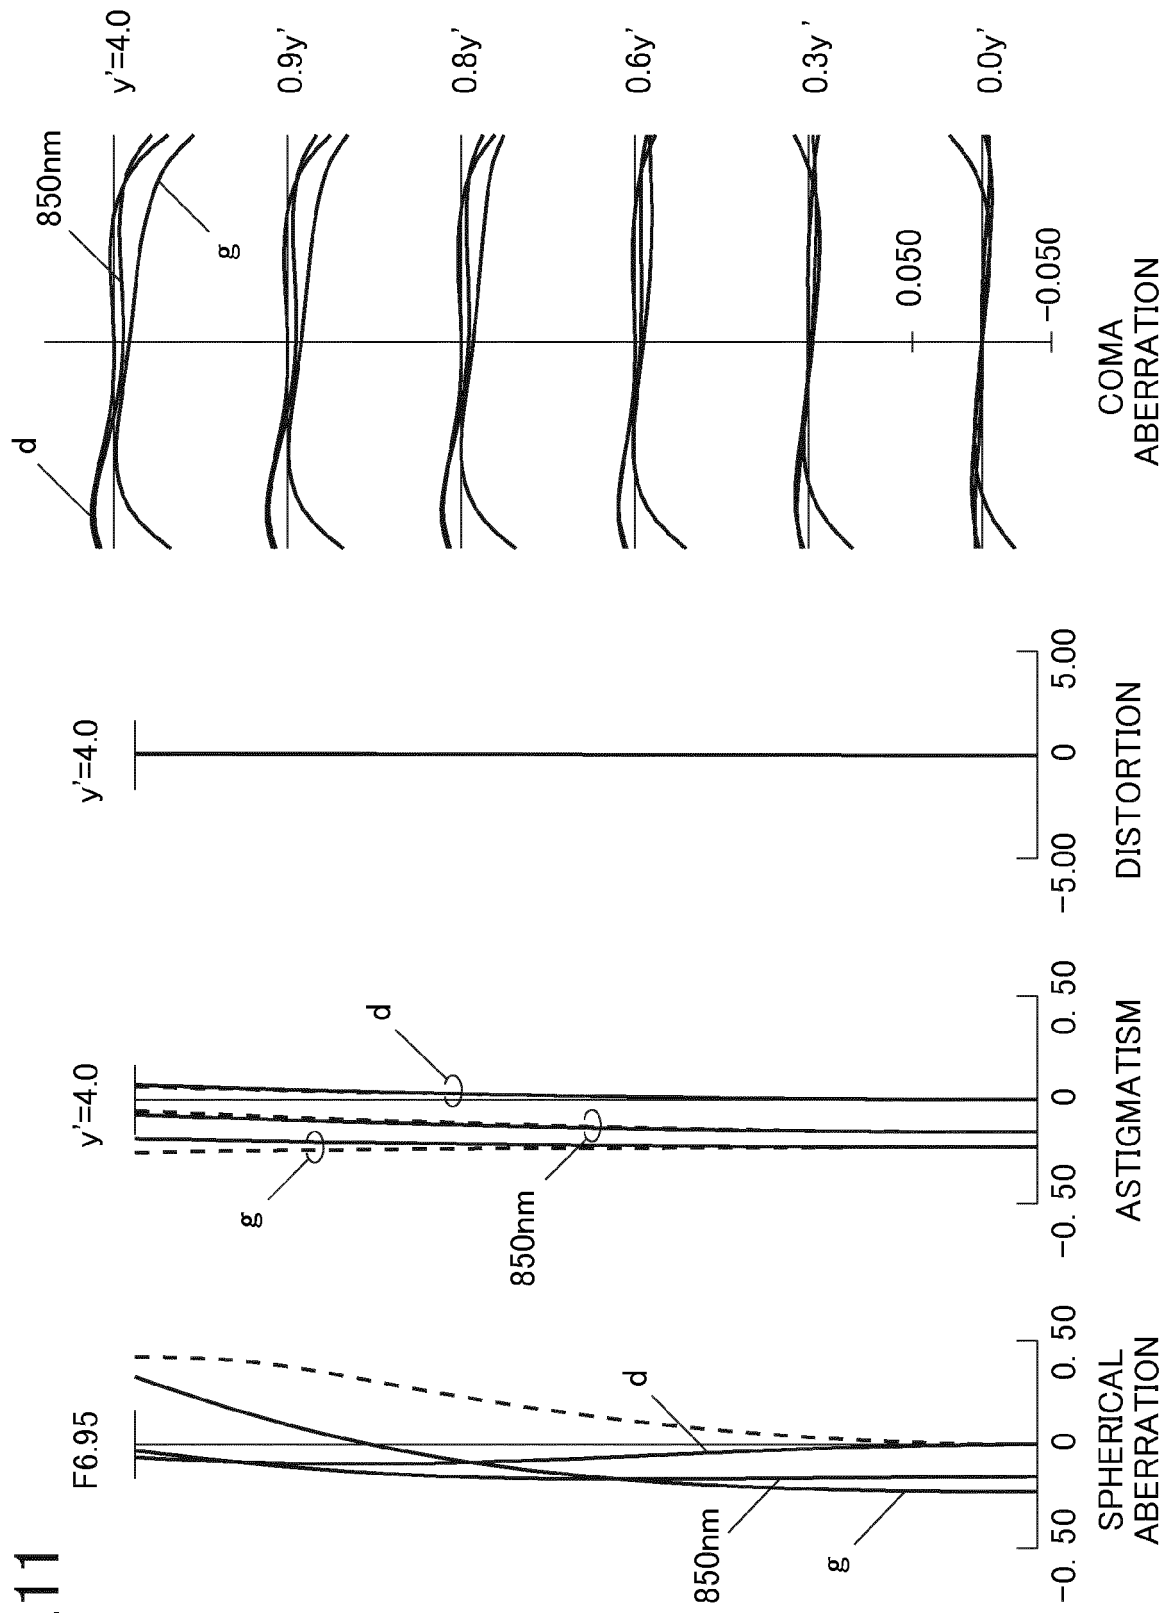 .11
SPHERICAL
ABERRATION
F6.95
-0. 50
0
0. 50
d
850nm
g
ASTIGMATISM
y'=4.0
-0. 50
0
0. 50
g
850nm
d
DISTORTION
y'=4.0
-5.00
0
5.00
COMA
ABERRATION
d
850nm
g
y'=4.0
0.9y'
0.8y'
0.6y'
0.3y'
0.0y'
0.050
-0.050